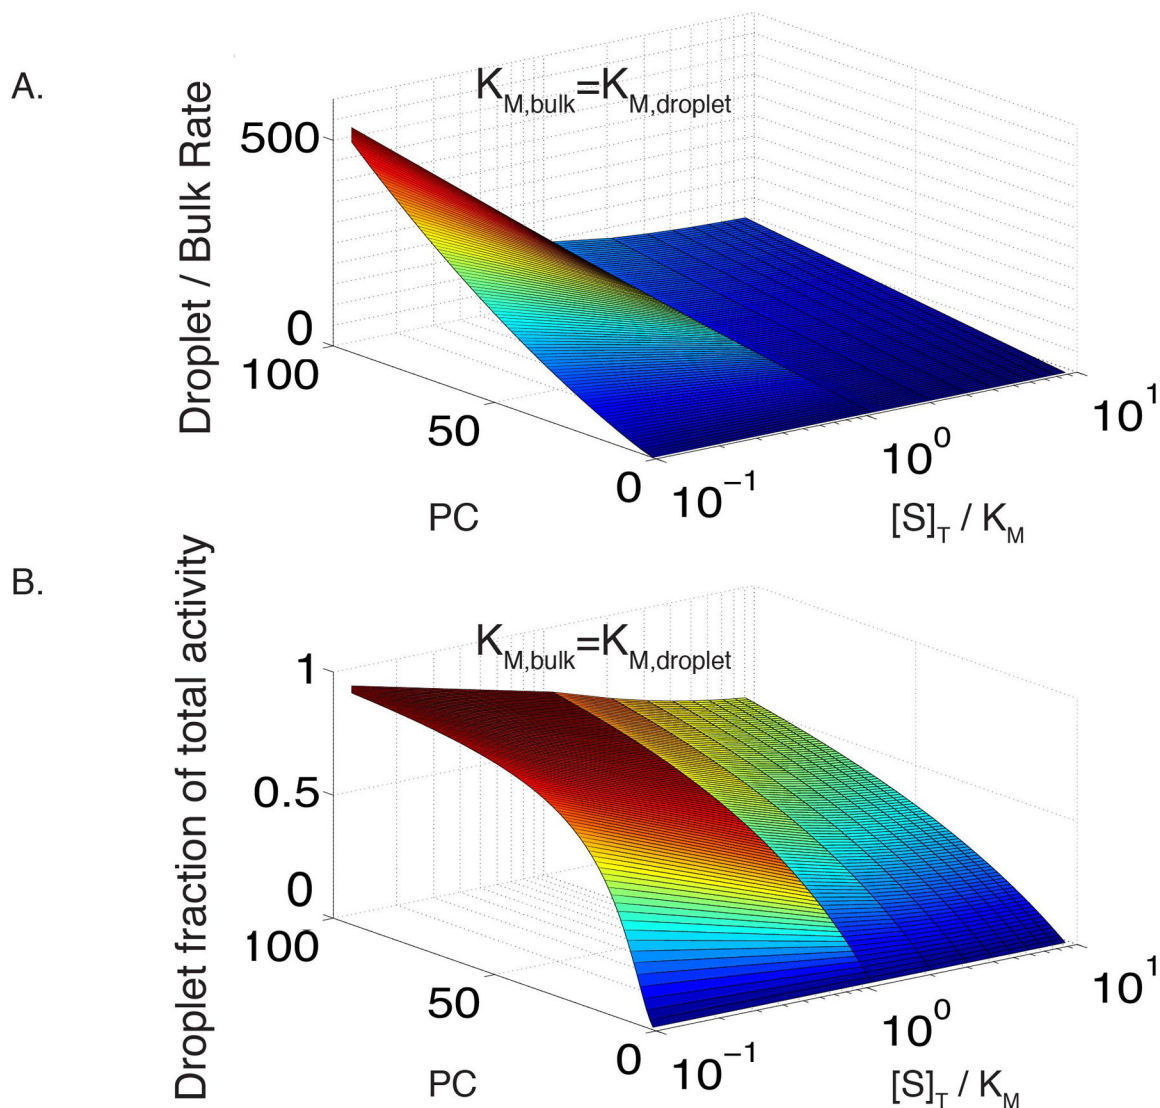 A.
K_M,bulk=K_M,droplet
Droplet / Bulk Rate
500
0
100
50
0
10^-1
10^0
10^1
PC
[S]_T / K_M
B.
K_M,bulk=K_M,droplet
Droplet fraction of total activity
1
0.5
0
100
50
0
10^-1
10^0
10^1
PC
[S]_T / K_M